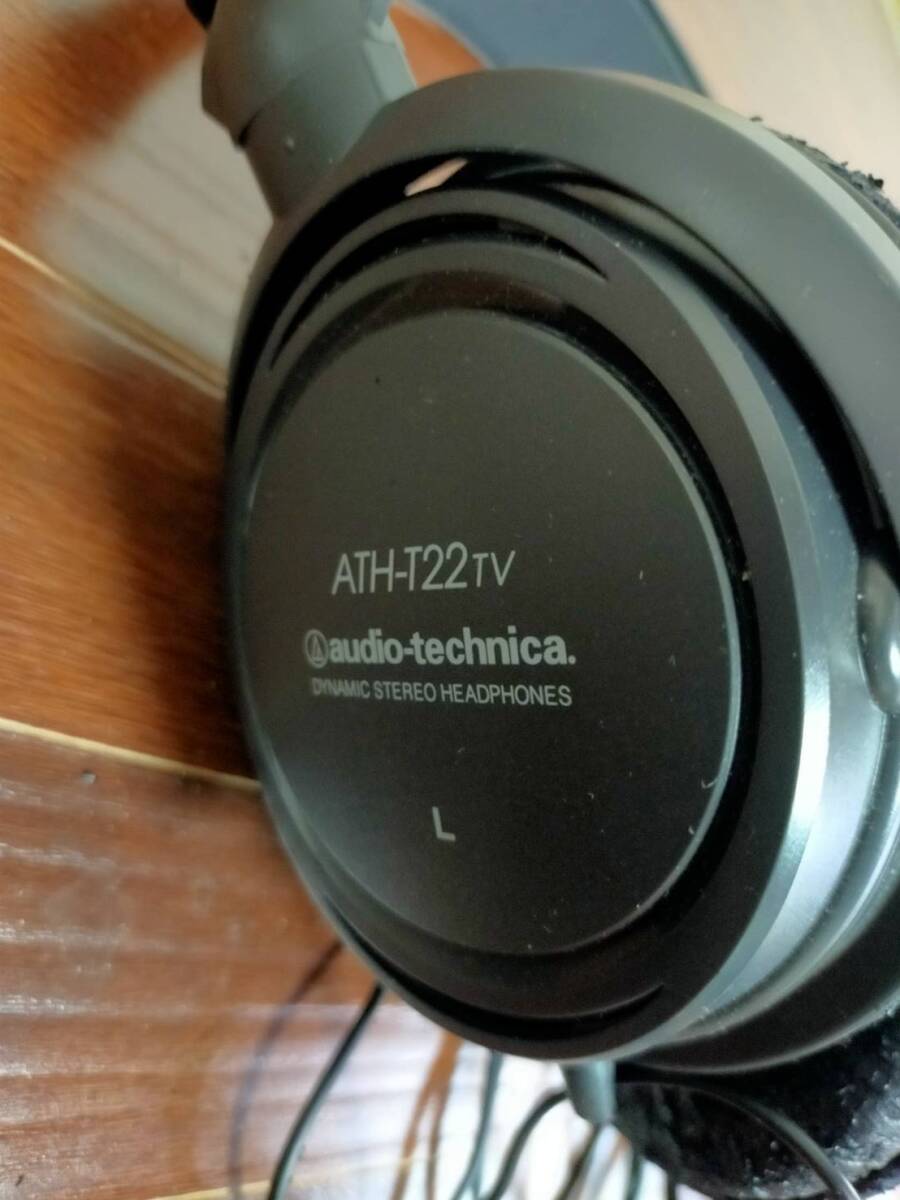 ATH-T22TV
audio-technica.
DYNAMIC STEREO HEADPHONES
L